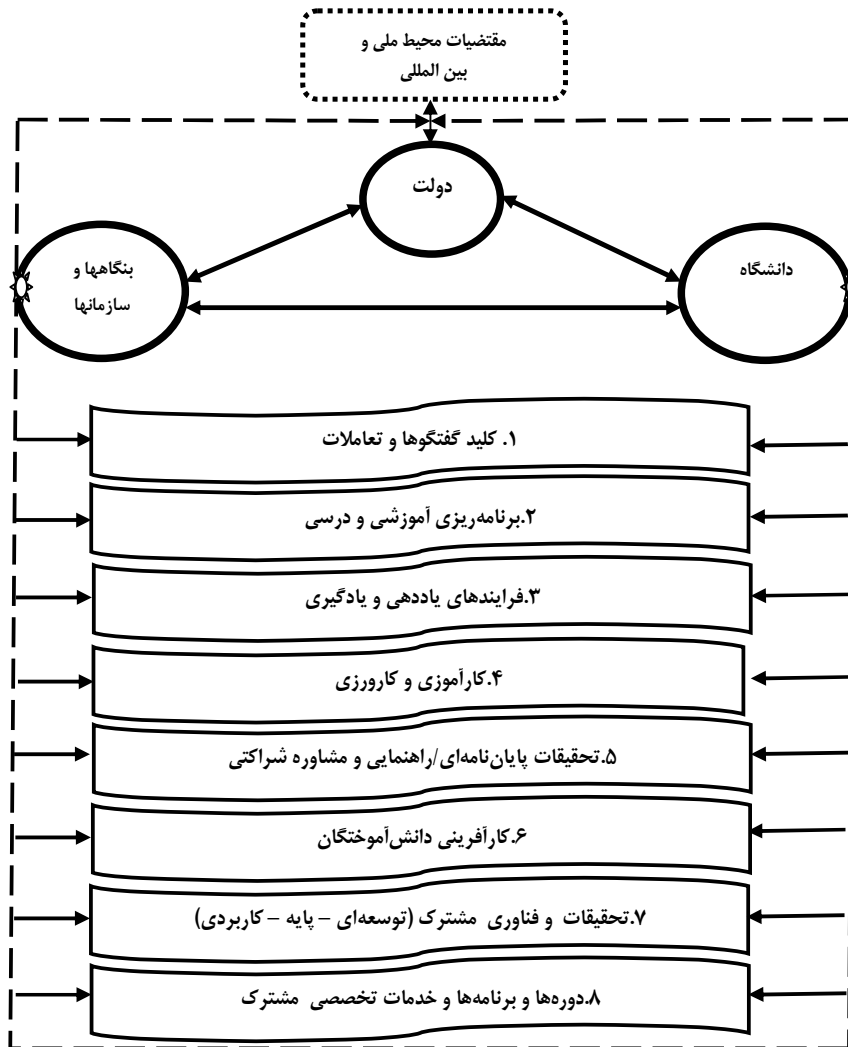 مقتضیات محیط ملی و
بین المللی
دولت
دانشگاه
بنگاهها و
سازمانها
۱. کلید گفتگوها و تعاملات
۲.برنامه‌ریزی آموزشی و درسی
۳.فرایندهای یاددهی و یادگیری
۴.کارآموزی و کارورزی
۵.تحقیقات پایان‌نامه‌ای/راهنمایی و مشاوره شراکتی
۶.کارآفرینی دانش‌آموختگان
۷.تحقیقات و فناوری مشترک (توسعه‌ای – پایه – کاربردی)
۸.دوره‌ها و برنامه‌ها و خدمات تخصصی مشترک